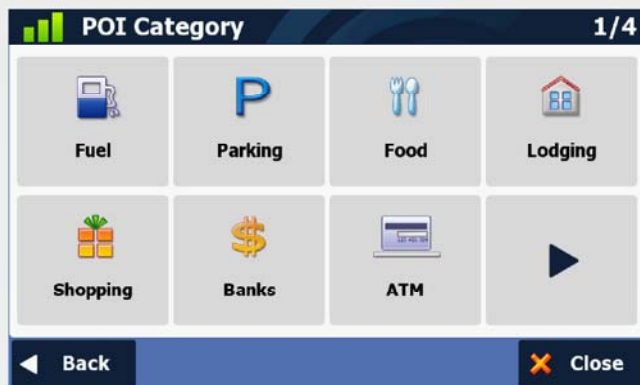 POI Category 1/4
Fuel Parking Food Lodging
Shopping Banks ATM
Back Close